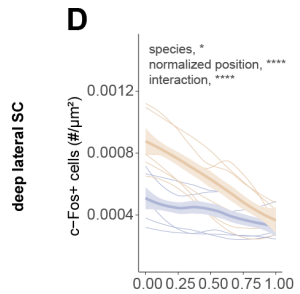 D
species, *
normalized position, ****
interaction, ****
deep lateral SC
c−Fos+ cells (#/µm²)
0.0012
0.0008
0.0004
0.00 0.25 0.50 0.75 1.00